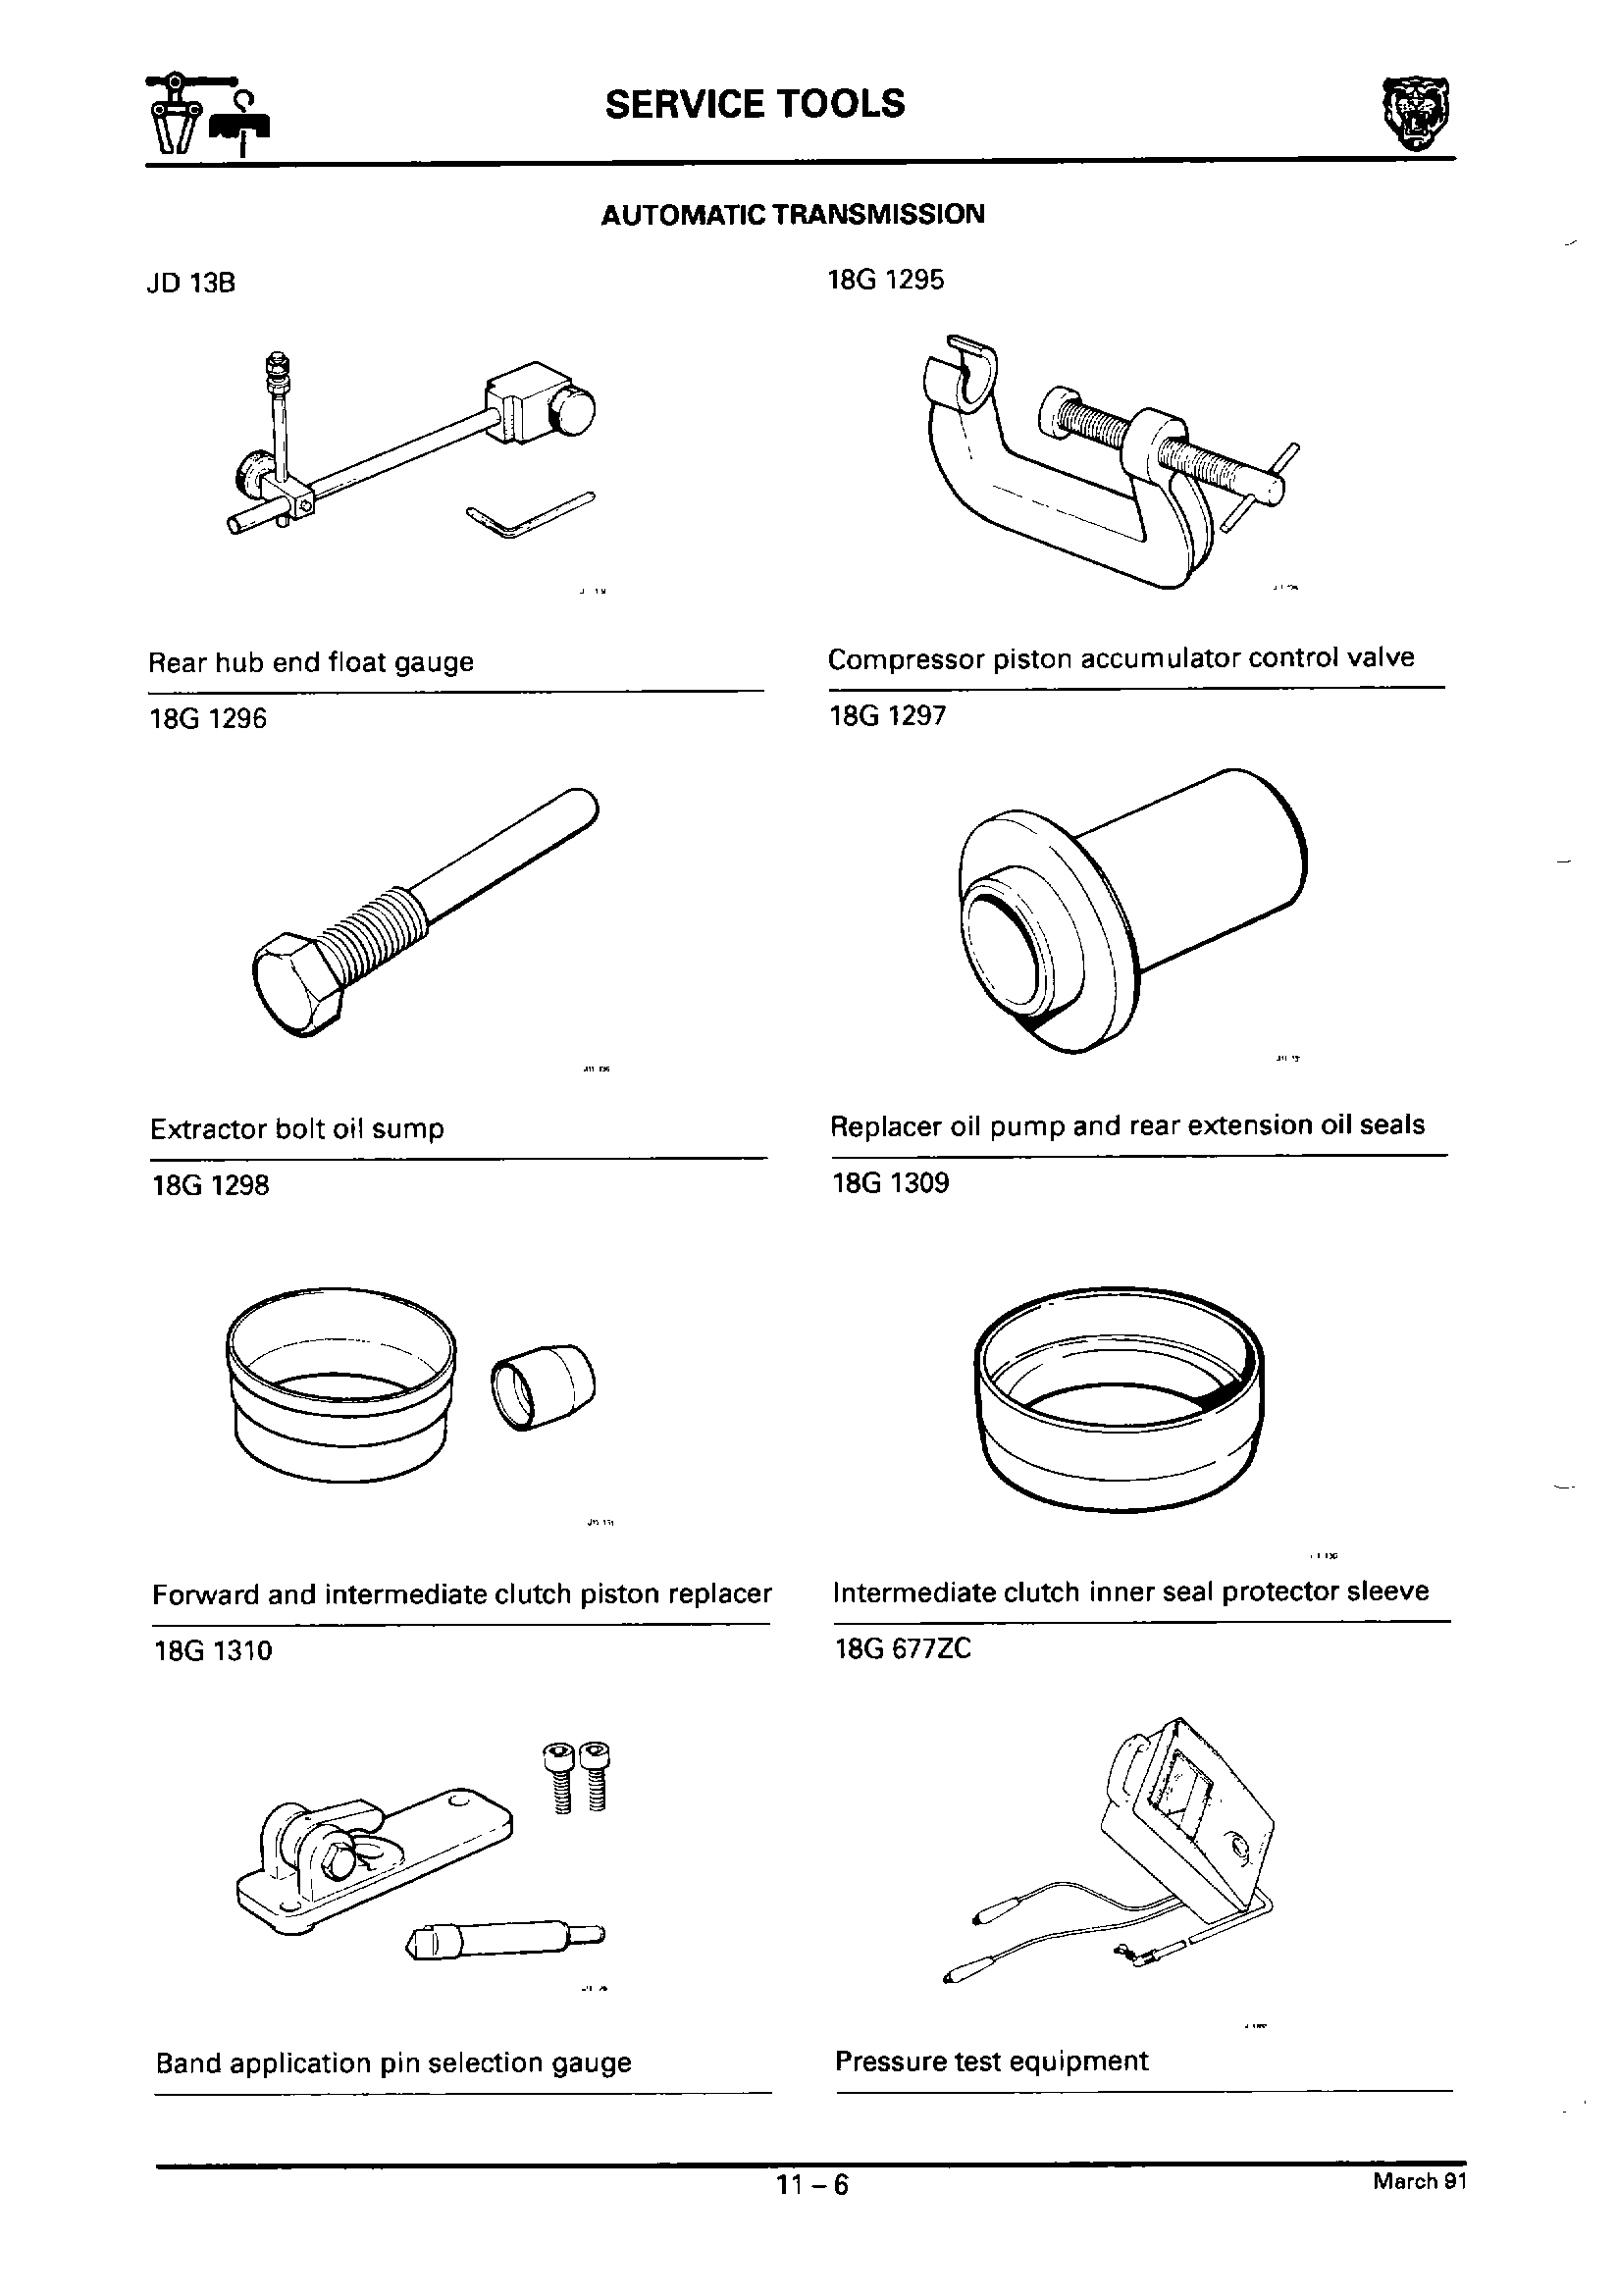 SERVICE TOOLS
AUTOMATIC TRANSMISSION
JD 13B
Rear hub end float gauge
18G 1295
Compressor piston accumulator control valve
18G 1296
Extractor bolt oil sump
18G 1297
Replacer oil pump and rear extension oil seals
18G 1298
Forward and intermediate clutch piston replacer
18G 1309
Intermediate clutch inner seal protector sleeve
18G 1310
Band application pin selection gauge
18G 677ZC
Pressure test equipment
11 – 6
March 91